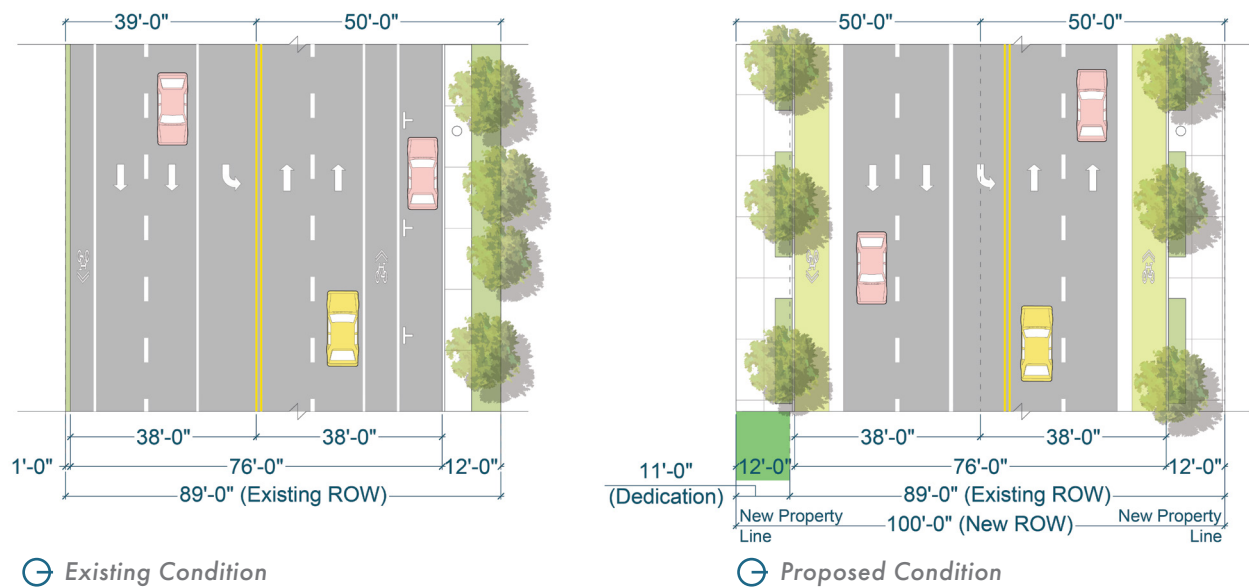 39'-0"
50'-0"
38'-0"
38'-0"
1'-0"
76'-0"
12'-0"
89'-0" (Existing ROW)
Existing Condition
50'-0"
50'-0"
38'-0"
38'-0"
12'-0"
76'-0"
12'-0"
11'-0"
(Dedication)
89'-0" (Existing ROW)
New Property
Line
100'-0" (New ROW)
New Property
Line
Proposed Condition